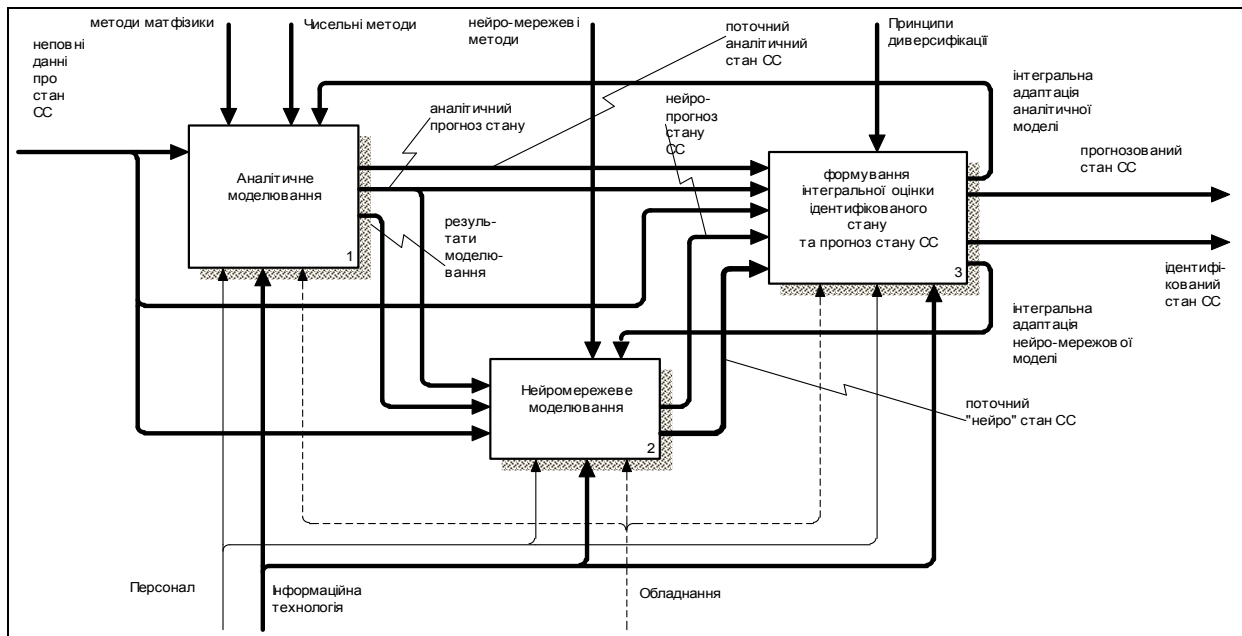 методи матфізики
Чисельні методи
нейро-мережеві
методи
поточний
аналітичний
стан СС
Принципи
диверсифікації
неповні
данні
про
стан
СС
аналітичний
прогноз стану
нейро-
прогноз
стану
СС
інтегральна
адаптація
аналітичної
моделі
Аналітичне
моделювання
1
прогнозований
стан СС
формування
інтегральної оцінки
ідентифікованого
стану
та прогноз стану СС
3
резуль-
тати
моделю-
вання
ідентифі-
кований
стан СС
інтегральна
адаптація
нейро-мережової
моделі
Нейромережеве
моделювання
2
поточний
"нейро" стан СС
Персонал
Інформаційна
технологія
Обладнання